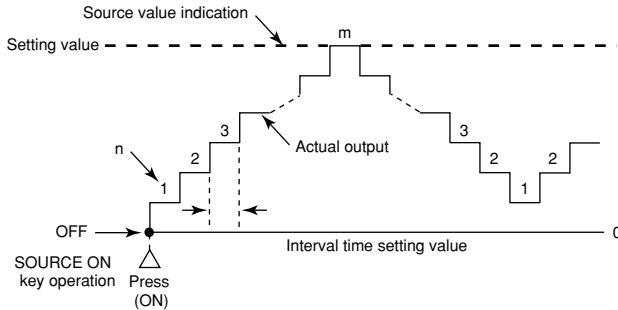 Source value indication
m
Setting value
3
Actual output
3
n
2
2
2
1
1
OFF
0
Interval time setting value
SOURCE ON
key operation
Press
(ON)